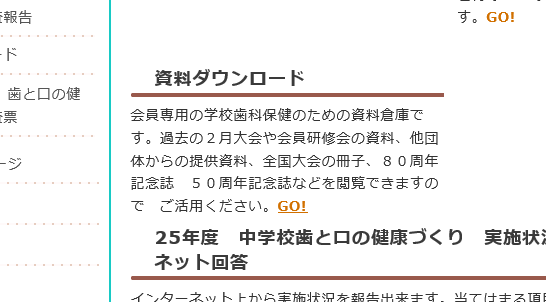 査報告
ード
歯と口の健
査票
ージ
す。GO!
資料ダウンロード
会員専用の学校歯科保健のための資料倉庫で
す。過去の２月大会や会員研修会の資料、他団
体からの提供資料、全国大会の冊子、８０周年
記念誌　５０周年記念誌などを閲覧できますの
で　ご活用ください。GO!
25年度　中学校歯と口の健康づくり　実施状況
ネット回答
インターネット上から実施状況を報告出来ます。当てはまる項目